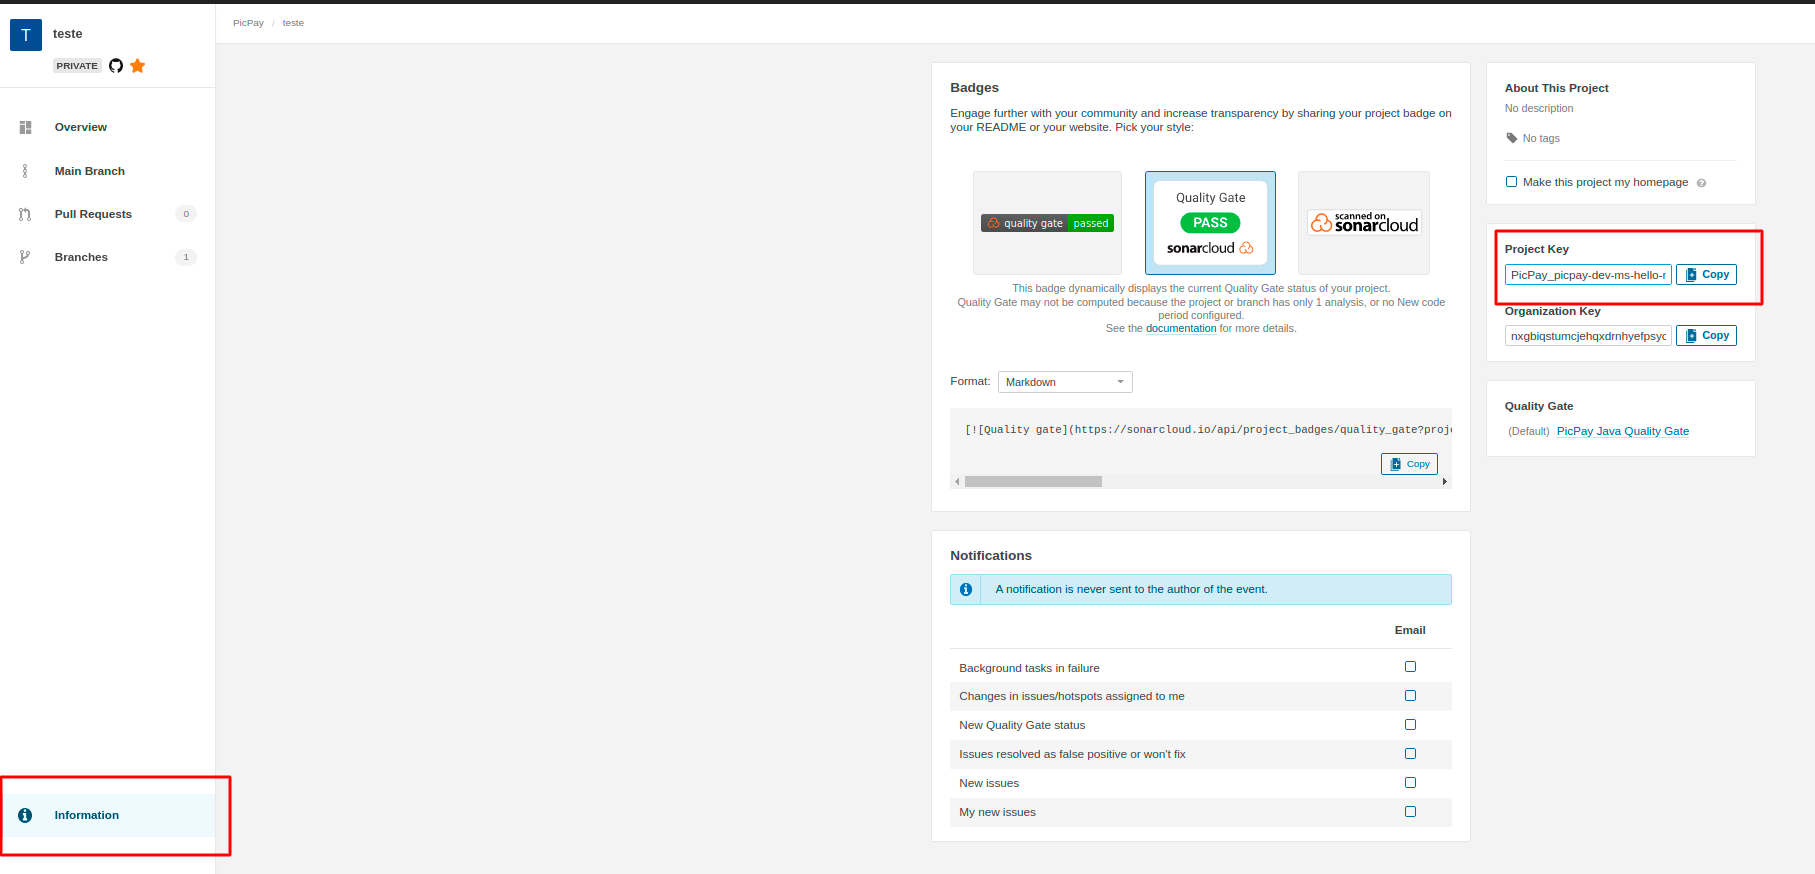 T
teste
PRIVATE
PicPay / teste
Overview
Main Branch
Pull Requests 0
Branches 1
Information
Badges
Engage further with your community and increase transparency by sharing your project badge on
your README or your website. Pick your style:
quality gate passed
Quality Gate
PASS
sonarcloud
scanned on
sonarcloud
This badge dynamically displays the current Quality Gate status of your project.
Quality Gate may not be computed because the project or branch has only 1 analysis, or no New code
period configured.
See the documentation for more details.
Format: Markdown
[![Quality gate](https://sonarcloud.io/api/project_badges/quality_gate?proje
Copy
Notifications
A notification is never sent to the author of the event.
Email
Background tasks in failure
Changes in issues/hotspots assigned to me
New Quality Gate status
Issues resolved as false positive or won't fix
New issues
My new issues
About This Project
No description
No tags
Make this project my homepage ?
Project Key
PicPay_picpay-dev-ms-hello-r Copy
Organization Key
nxgbiqstumcjehqxdrnhyefpsyc Copy
Quality Gate
(Default) PicPay Java Quality Gate